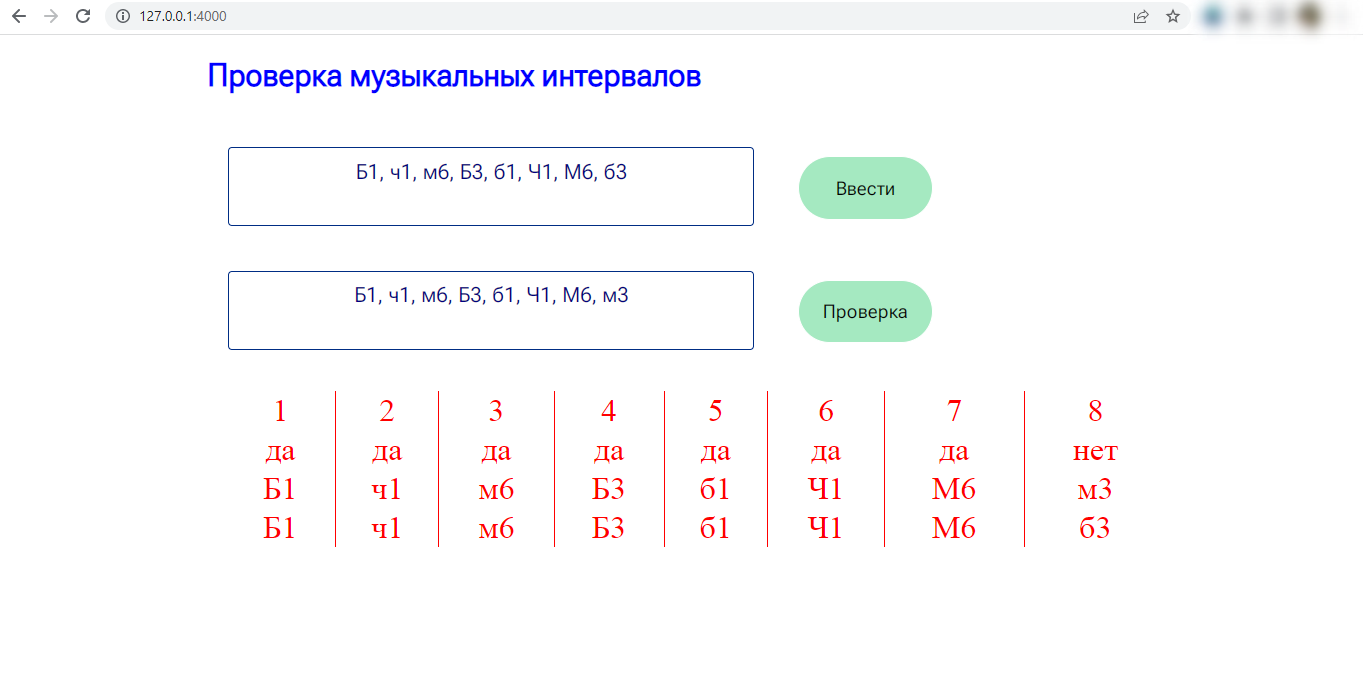 127.0.0.1:4000
Проверка музыкальных интервалов
Б1, ч1, м6, Б3, б1, Ч1, М6, б3
Ввести
Б1, ч1, м6, Б3, б1, Ч1, М6, м3
Проверка
1 2 3 4 5 6 7 8
да да да да да да да нет
Б1 ч1 м6 Б3 б1 Ч1 М6 м3
Б1 ч1 м6 Б3 б1 Ч1 М6 б3